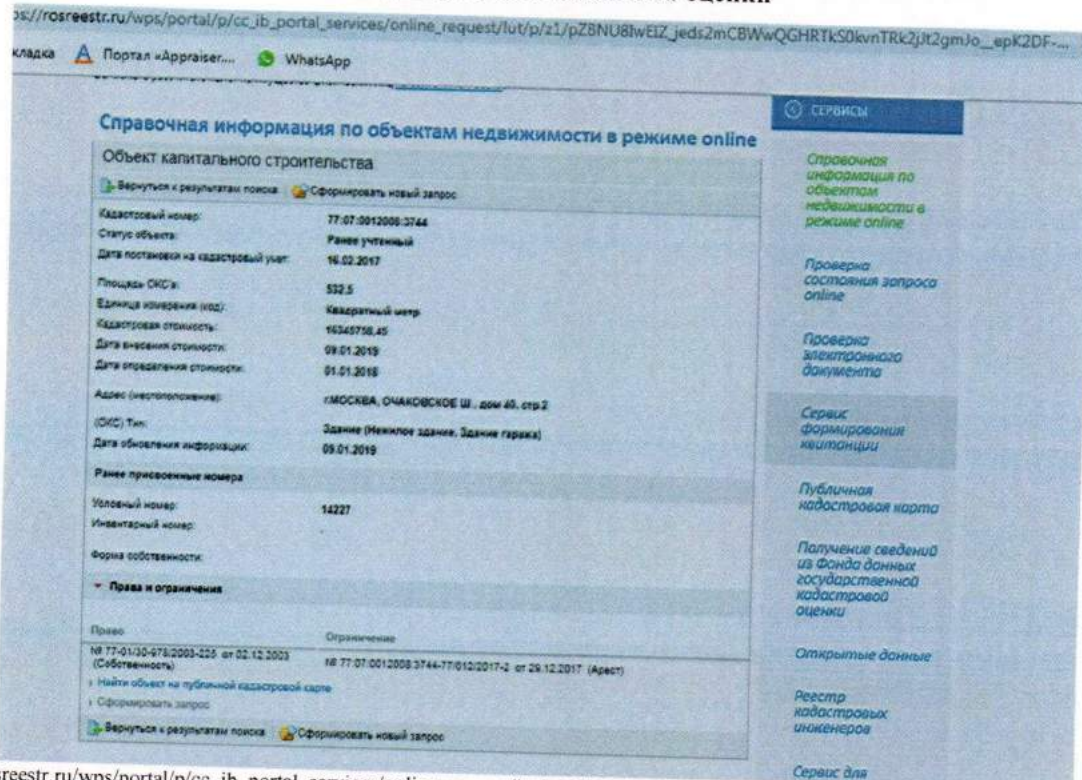 оценки
ps://rosreestr.ru/wps/portal/p/cc_ib_portal_services/online_request/!ut/p/z1/pZ8NU8IwEIZ_jeds2mCBWwQGHRTkS0kvnTRk2jJt2gmJo__epK2DF-...
кладка Портал «Appraiser.... WhatsApp
Справочная информация по объектам недвижимости в режиме online
Объект капитального строительства
Вернуться к результатам поиска Сформировать новый запрос
Кадастровый номер: 77:07:0012008:3744
Статус объекта: Ранее учтенный
Дата постановки на кадастровый учет: 16.02.2017
Площадь ОКС'a: 532.5
Единица измерения (код): Квадратный метр
Кадастровая стоимость: 16345758,45
Дата внесения стоимости: 09.01.2019
Дата определения стоимости: 01.01.2018
Адрес (местоположение): г.МОСКВА, ОЧАКОВСКОЕ Ш., дом 40, стр.2
(ОКС) Тип: Здание (Нежилое здание, Здание гаража)
Дата обновления информации: 09.01.2019
Ранее присвоенные номера
Условный номер: 14227
Инвентарный номер: -
Форма собственности:
Права и ограничения
Право Ограничение
№ 77-01/30-978/2003-225 от 02.12.2003
(Собственность) № 77:07:0012008:3744-77/012/2017-2 от 29.12.2017 (Арест)
Найти объект на публичной кадастровой карте
Сформировать запрос
Вернуться к результатам поиска Сформировать новый запрос
СЕРВИСЫ
Справочная
информация по
объектам
недвижимости в
режиме online
Проверка
состояния запроса
online
Проверка
электронного
документа
Сервис
формирования
квитанции
Публичная
кадастровая карта
Получение сведений
из Фонда данных
государственной
кадастровой
оценки
Открытые данные
Реестр
кадастровых
инженеров
Сервис для